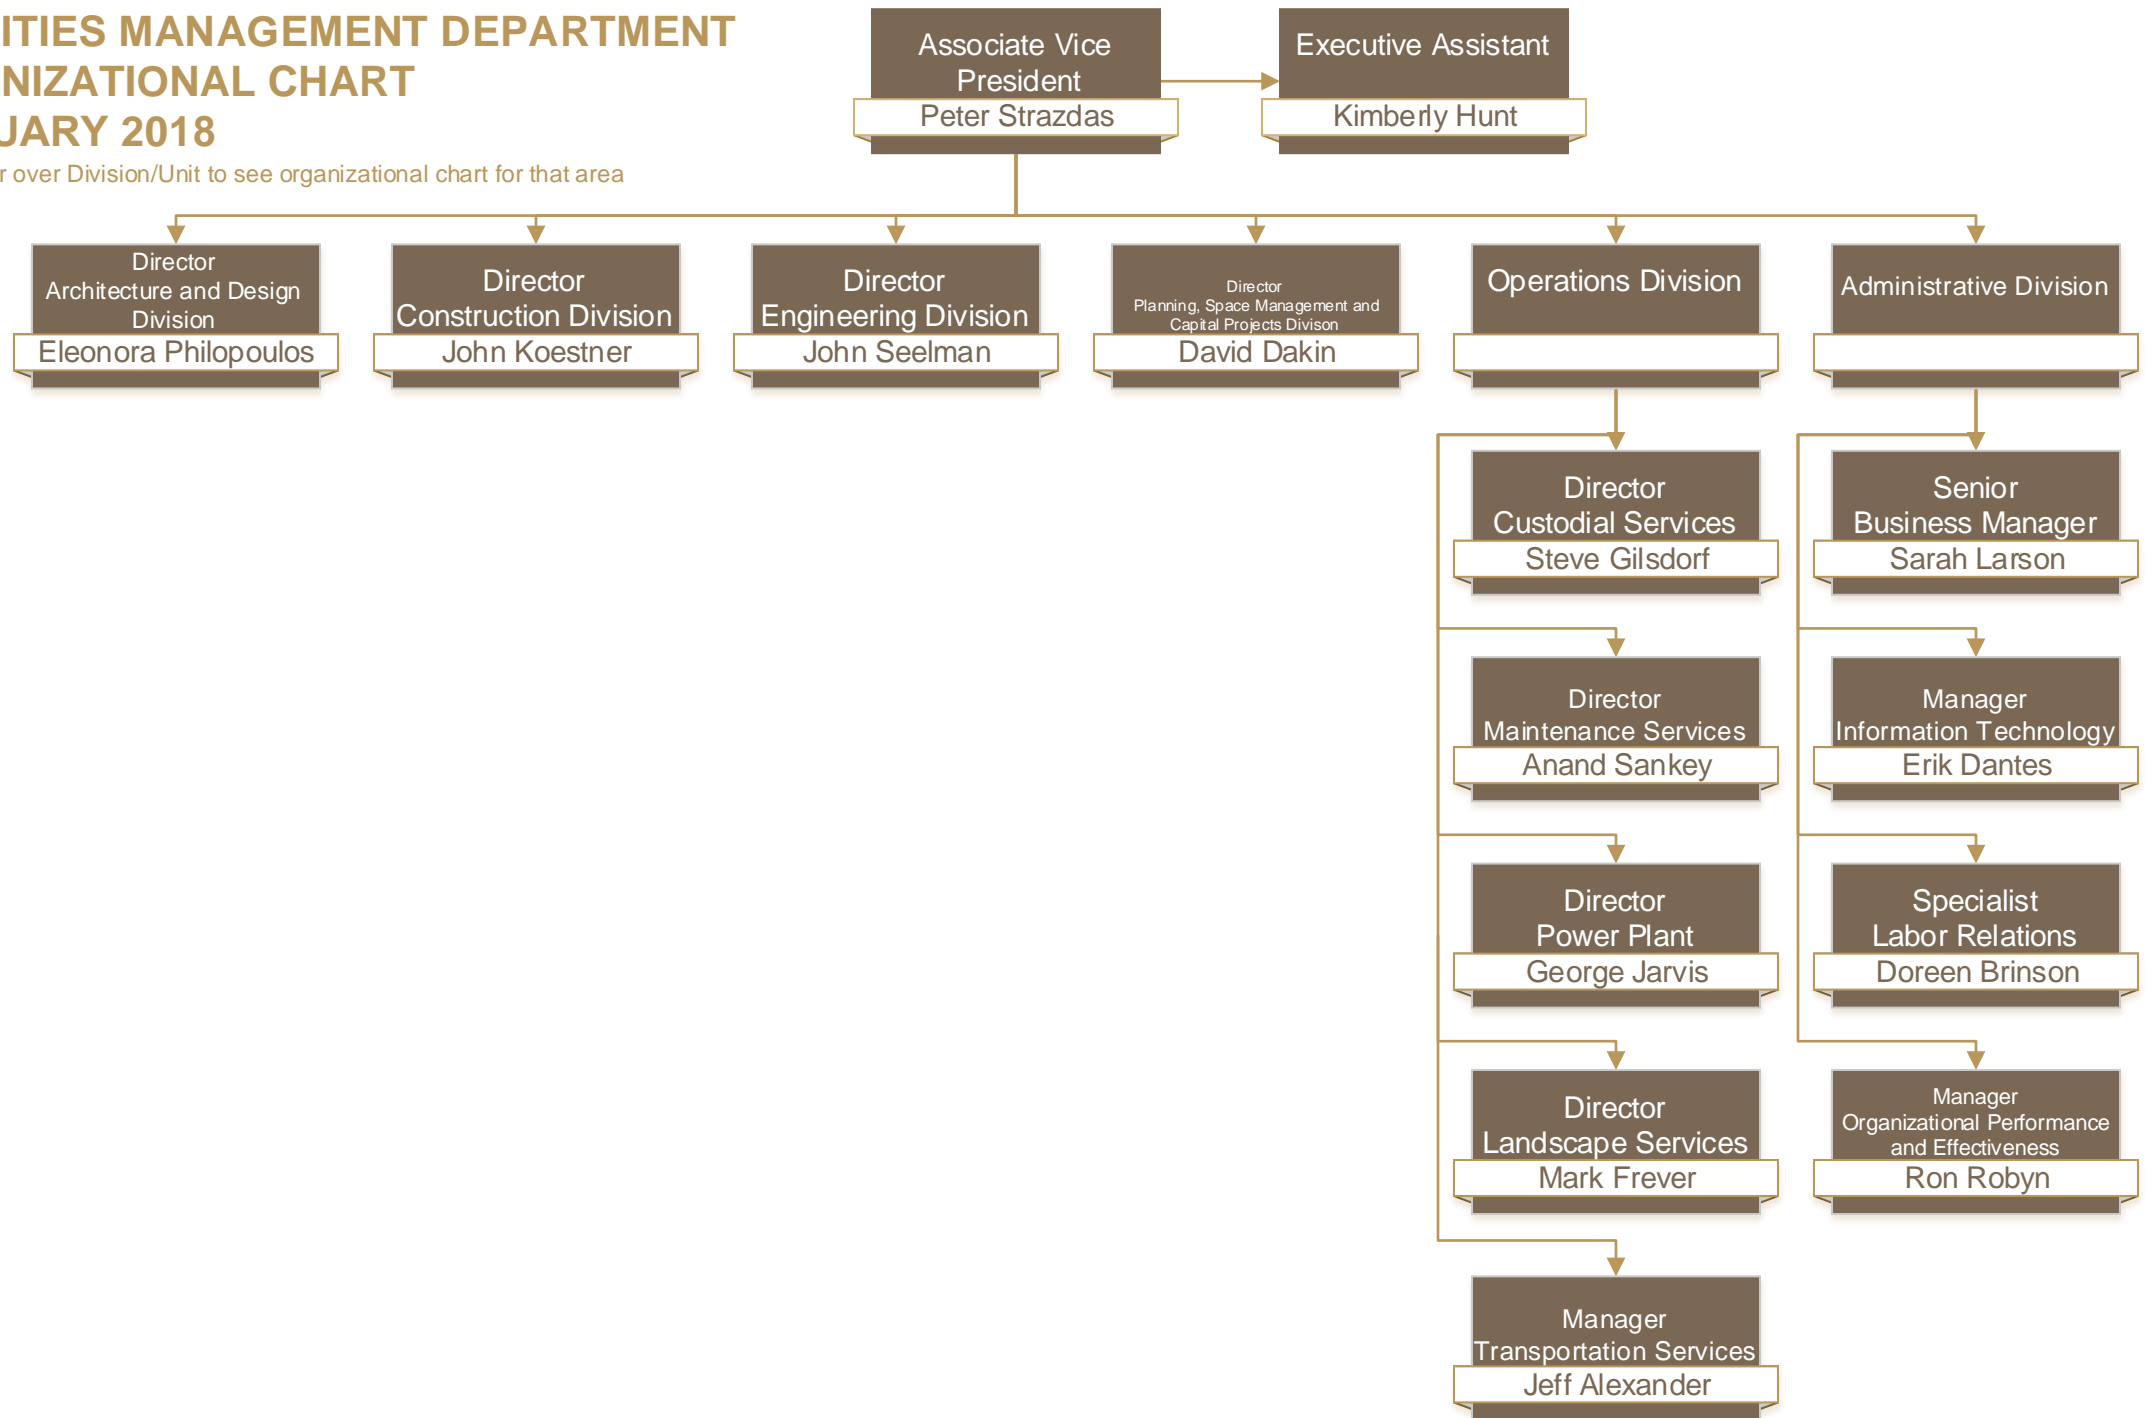 ITIES MANAGEMENT DEPARTMENT
NIZATIONAL CHART
UARY 2018
r over Division/Unit to see organizational chart for that area
Associate Vice
President
Peter Strazdas
Executive Assistant
Kimberly Hunt
Director
Architecture and Design
Division
Eleonora Philopoulos
Director
Construction Division
John Koestner
Director
Engineering Division
John Seelman
Director
Planning, Space Management and
Capital Projects Divison
David Dakin
Operations Division
Administrative Division
Director
Custodial Services
Steve Gilsdorf
Senior
Business Manager
Sarah Larson
Director
Maintenance Services
Anand Sankey
Manager
Information Technology
Erik Dantes
Director
Power Plant
George Jarvis
Specialist
Labor Relations
Doreen Brinson
Director
Landscape Services
Mark Frever
Manager
Organizational Performance
and Effectiveness
Ron Robyn
Manager
Transportation Services
Jeff Alexander